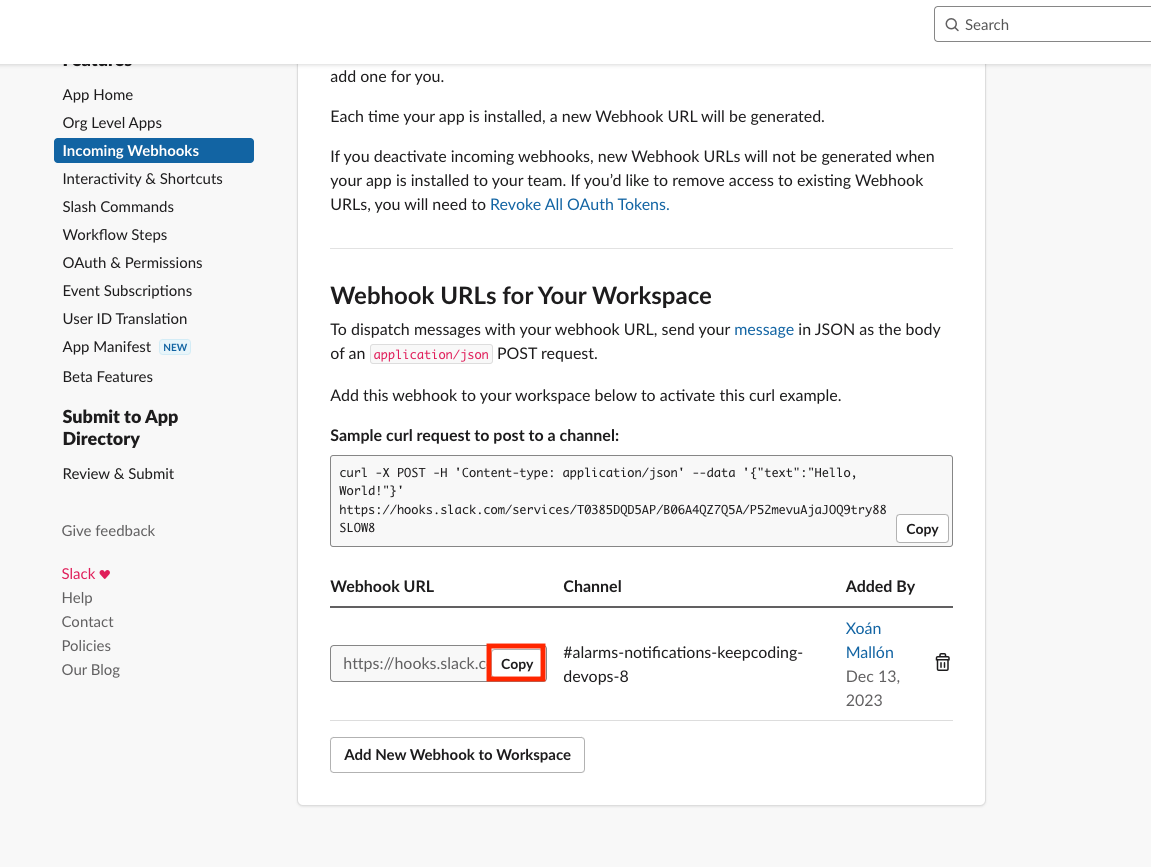 Search
Features
App Home
Org Level Apps
Incoming Webhooks
Interactivity & Shortcuts
Slash Commands
Workflow Steps
OAuth & Permissions
Event Subscriptions
User ID Translation
App Manifest NEW
Beta Features
Submit to App
Directory
Review & Submit
Give feedback
Slack ♥
Help
Contact
Policies
Our Blog
add one for you.
Each time your app is installed, a new Webhook URL will be generated.
If you deactivate incoming webhooks, new Webhook URLs will not be generated when
your app is installed to your team. If you’d like to remove access to existing Webhook
URLs, you will need to Revoke All OAuth Tokens.
Webhook URLs for Your Workspace
To dispatch messages with your webhook URL, send your message in JSON as the body
of an application/json POST request.
Add this webhook to your workspace below to activate this curl example.
Sample curl request to post to a channel:
curl -X POST -H 'Content-type: application/json' --data '{"text":"Hello,
World!"}'
https://hooks.slack.com/services/T0385DQD5AP/B06A4QZ7Q5A/P52mevuAjaJOQ9try88
SLOW8
Copy
Webhook URL Channel Added By
https://hooks.slack.c Copy
#alarms-notifications-keepcoding-
devops-8
Xoán
Mallón
Dec 13,
2023
Add New Webhook to Workspace